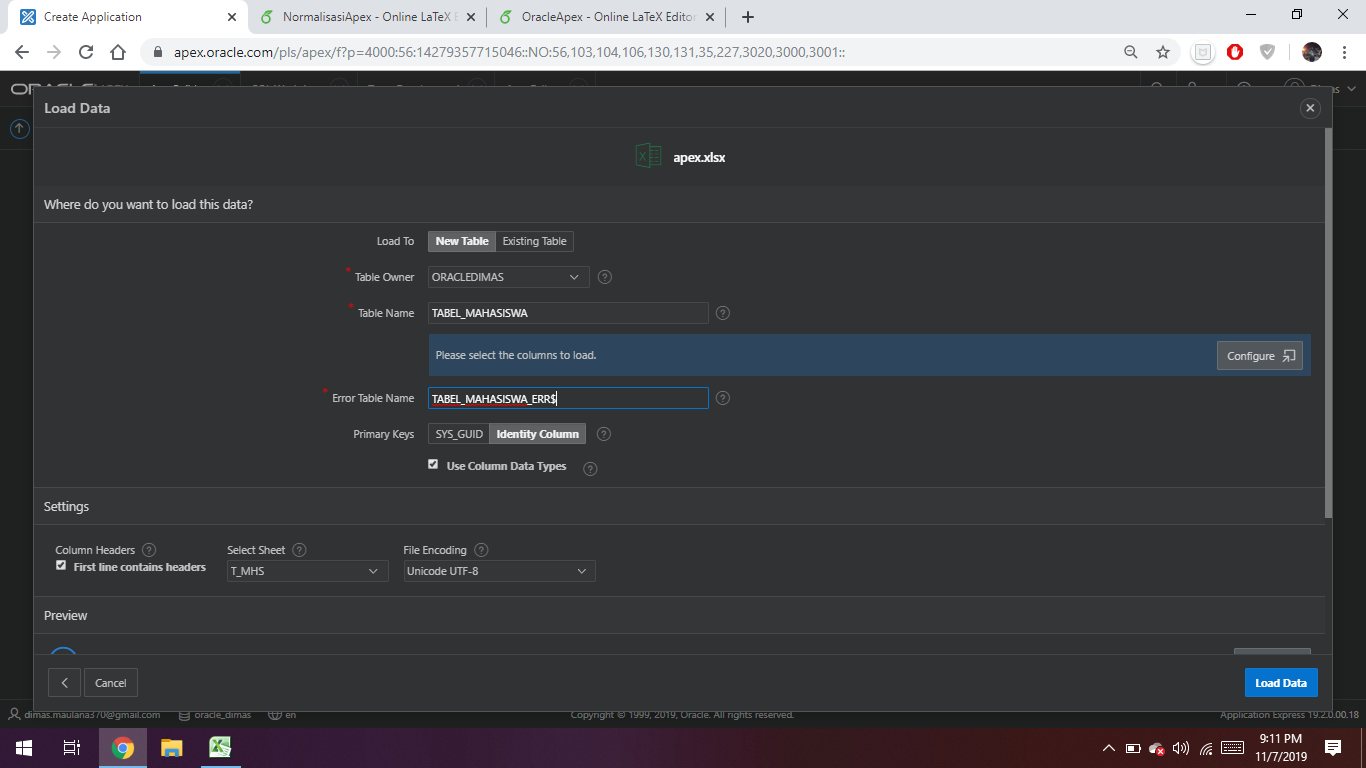 Create Application
NormalisasiApex - Online LaTeX E
OracleApex - Online LaTeX Editor
apex.oracle.com/pls/apex/f?p=4000:56:14279357715046::NO:56,103,104,106,130,131,35,227,3020,3000,3001::
Load Data
apex.xlsx
Where do you want to load this data?
Load To New Table Existing Table
Table Owner ORACLEDIMAS
Table Name TABEL_MAHASISWA
Please select the columns to load. Configure
Error Table Name TABEL_MAHASISWA_ERR$
Primary Keys SYS_GUID Identity Column
Use Column Data Types
Settings
Column Headers Select Sheet File Encoding
First line contains headers T_MHS Unicode UTF-8
Preview
Cancel Load Data
dimas.maulana370@gmail.com oracle_dimas en Copyright © 1999, 2019, Oracle. All rights reserved. Application Express 19.2.0.00.18
9:11 PM
11/7/2019